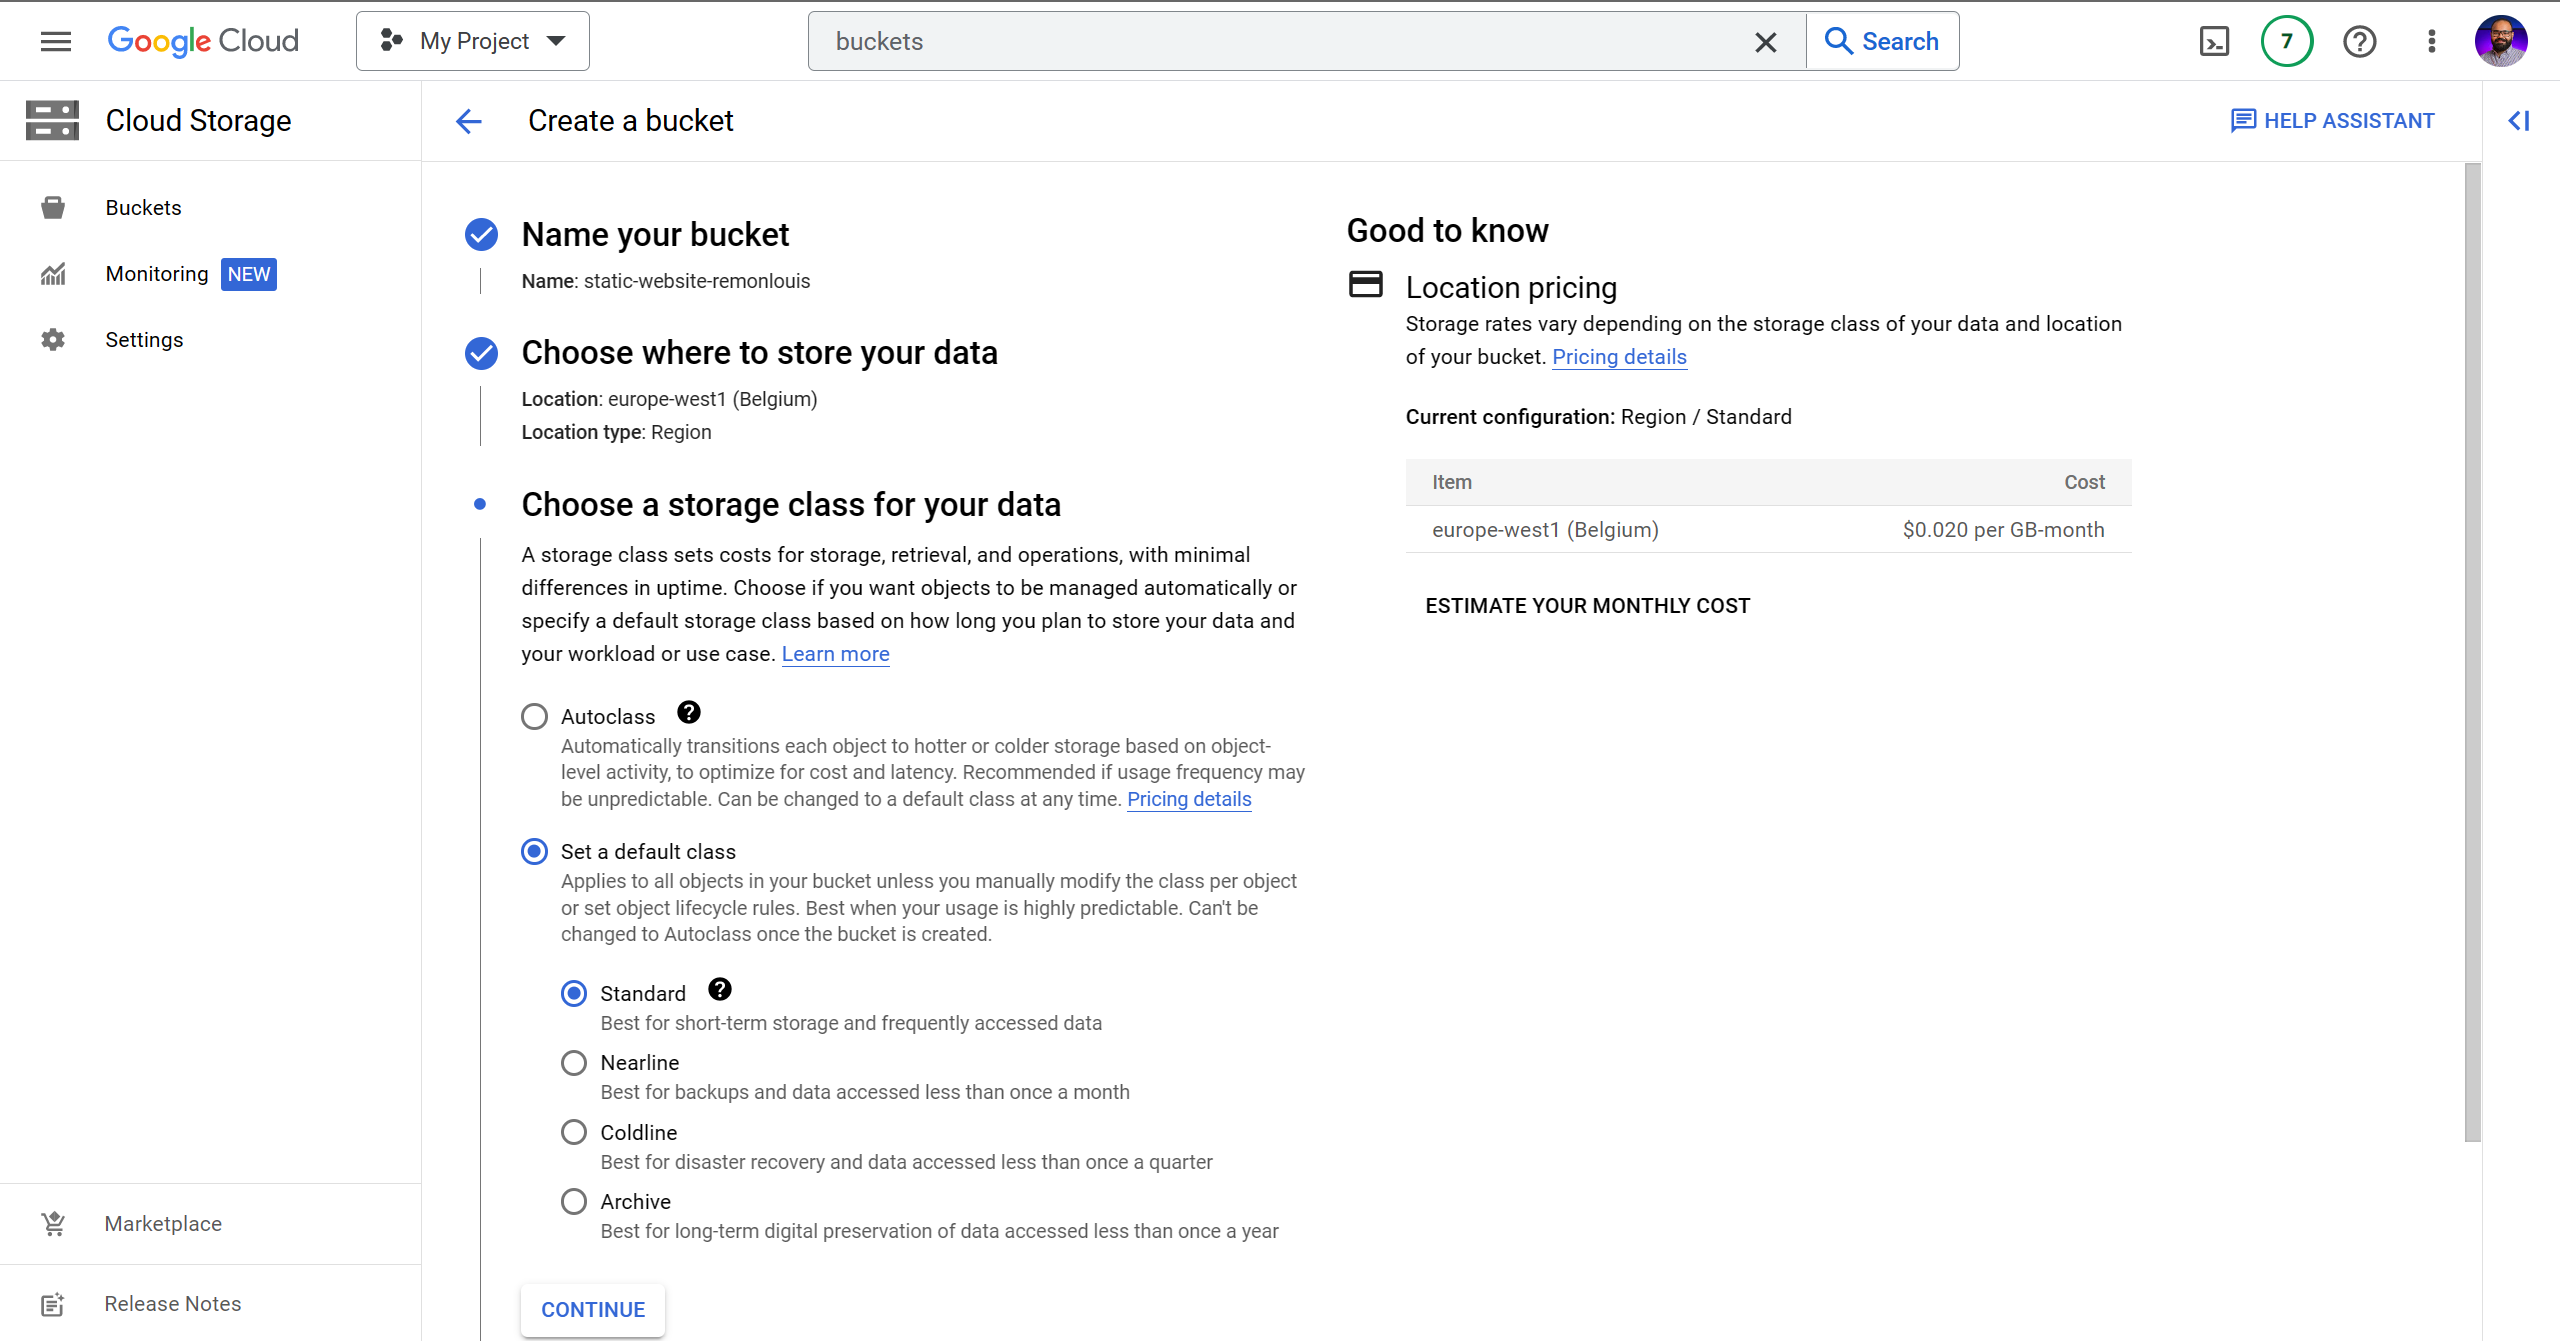 Google Cloud
My Project
buckets
Search
7
Cloud Storage
Create a bucket
HELP ASSISTANT
Buckets
Monitoring NEW
Settings
Marketplace
Release Notes
Name your bucket
Name: static-website-remonlouis
Choose where to store your data
Location: europe-west1 (Belgium)
Location type: Region
Choose a storage class for your data
A storage class sets costs for storage, retrieval, and operations, with minimal
differences in uptime. Choose if you want objects to be managed automatically or
specify a default storage class based on how long you plan to store your data and
your workload or use case. Learn more
Autoclass
Automatically transitions each object to hotter or colder storage based on object-
level activity, to optimize for cost and latency. Recommended if usage frequency may
be unpredictable. Can be changed to a default class at any time. Pricing details
Set a default class
Applies to all objects in your bucket unless you manually modify the class per object
or set object lifecycle rules. Best when your usage is highly predictable. Can't be
changed to Autoclass once the bucket is created.
Standard
Best for short-term storage and frequently accessed data
Nearline
Best for backups and data accessed less than once a month
Coldline
Best for disaster recovery and data accessed less than once a quarter
Archive
Best for long-term digital preservation of data accessed less than once a year
CONTINUE
Good to know
Location pricing
Storage rates vary depending on the storage class of your data and location
of your bucket. Pricing details
Current configuration: Region / Standard
Item Cost
europe-west1 (Belgium) $0.020 per GB-month
ESTIMATE YOUR MONTHLY COST